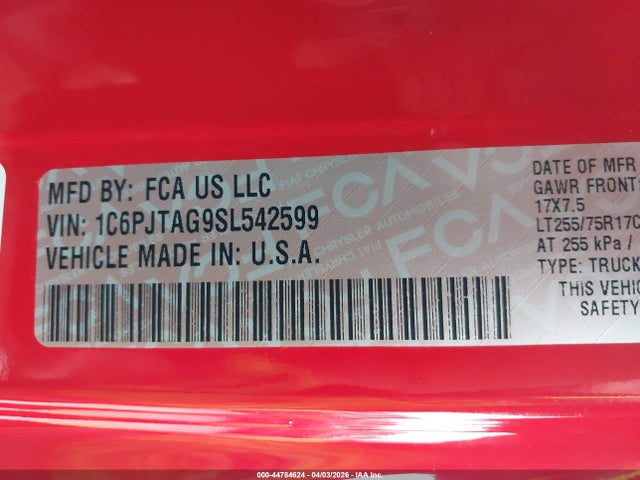 MFD BY: FCA US LLC
VIN: 1C6PJTAG9SL542599
VEHICLE MADE IN: U.S.A.
DATE OF MFR
GAWR FRONT:
17X7.5
LT255/75R17C
AT 255 kPa /
TYPE: TRUCK
THIS VEHIC
SAFETY
000-44784624 | 04/03/2026 - IAA Inc.